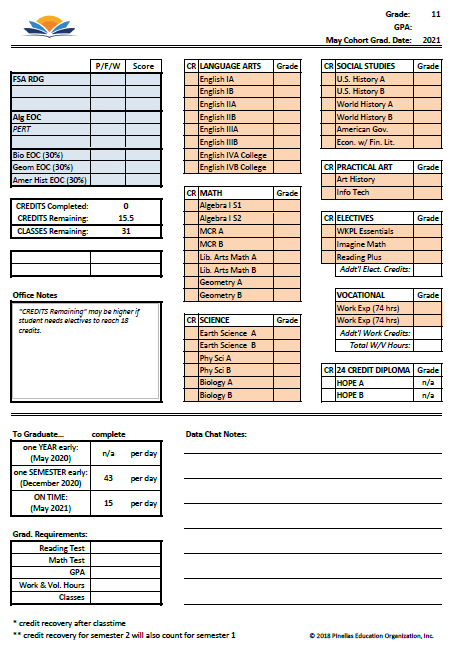 Grade: 11
GPA:
May Cohort Grad. Date: 2021
P/F/W Score
FSA RDG
Alg EOC
PERT
Bio EOC (30%)
Geom EOC (30%)
Amer Hist EOC (30%)
CREDITS Completed: 0
CREDITS Remaining: 15.5
CLASSES Remaining: 31
Office Notes
"CREDITS Remaining" may be higher if
student needs electives to reach 18
credits.
CR LANGUAGE ARTS Grade
English IA
English IB
English IIA
English IIB
English IIIA
English IIIB
English IVA College
English IVB College
CR MATH Grade
Algebra I S1
Algebra I S2
MCR A
MCR B
Lib. Arts Math A
Lib. Arts Math B
Geometry A
Geometry B
CR SCIENCE Grade
Earth Science A
Earth Science B
Phy Sci A
Phy Sci B
Biology A
Biology B
CR SOCIAL STUDIES Grade
U.S. History A
U.S. History B
World History A
World History B
American Gov.
Econ. w/ Fin. Lit.
CR PRACTICAL ART Grade
Art History
Info Tech
CR ELECTIVES Grade
WKPL Essentials
Imagine Math
Reading Plus
Addt'l Elect. Credits:
VOCATIONAL Grade
Work Exp (74 hrs)
Work Exp (74 hrs)
Addt'l Work Credits:
Total W/V Hours:
CR 24 CREDIT DIPLOMA Grade
HOPE A n/a
HOPE B n/a
To Graduate... complete
one YEAR early:
(May 2020) n/a per day
one SEMESTER early:
(December 2020) 43 per day
ON TIME:
(May 2021) 15 per day
Grad. Requirements:
Reading Test
Math Test
GPA
Work & Vol. Hours
Classes
Data Chat Notes:
* credit recovery after classtime
** credit recovery for semester 2 will also count for semester 1
© 2018 Pinellas Education Organization, Inc.